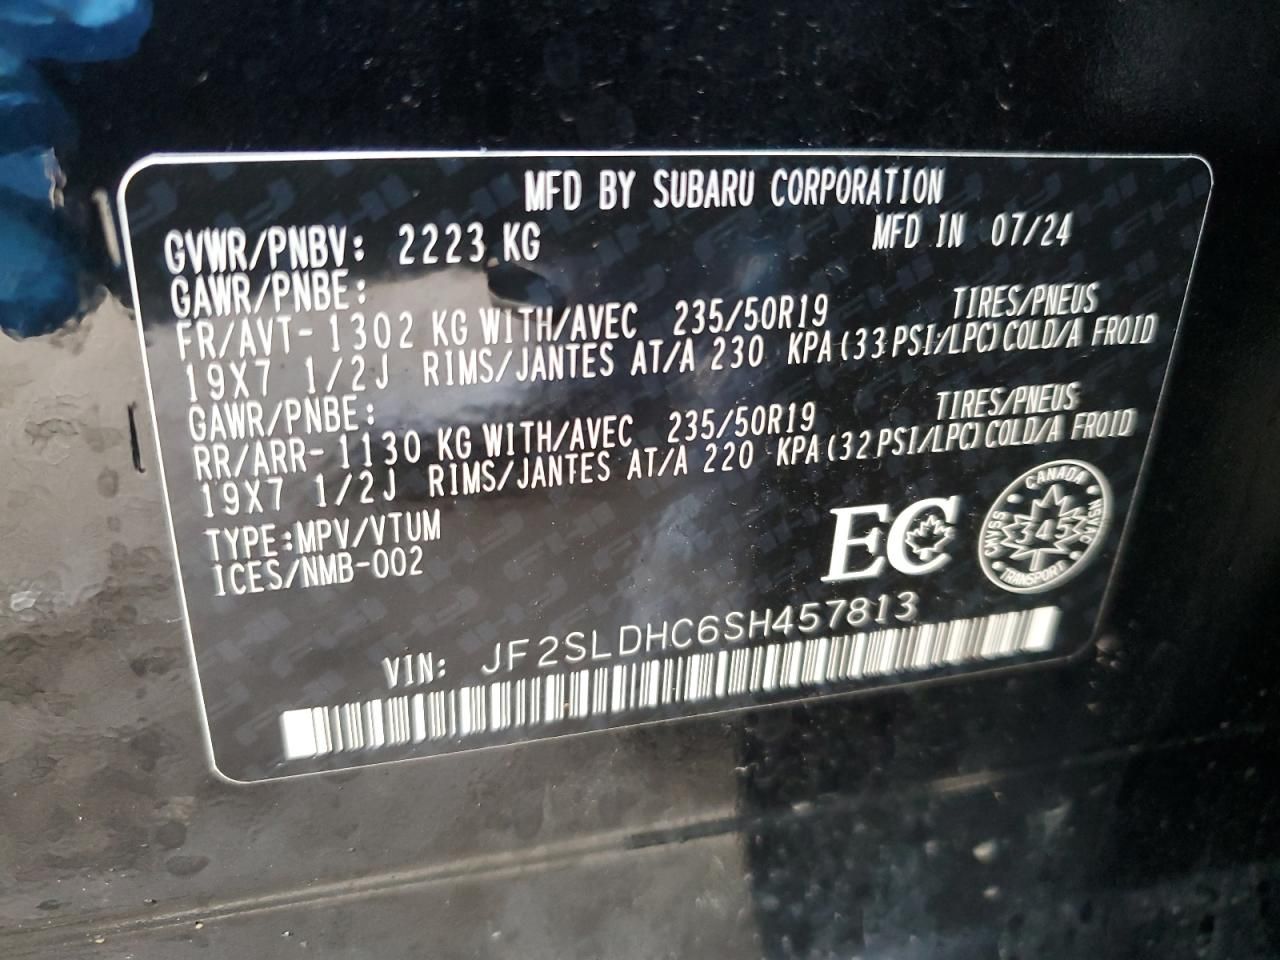 MFD BY SUBARU CORPORATION
GVWR/PNBV: 2223 KG MFD IN 07/24
GAWR/PNBE:
FR/AVT-1302 KG WITH/AVEC 235/50R19 TIRES/PNEUS
19X7 1/2J RIMS/JANTES AT/A 230 KPA(33PSI/LPC)COLD/A FROID
GAWR/PNBE:
RR/ARR-1130 KG WITH/AVEC 235/50R19 TIRES/PNEUS
19X7 1/2J RIMS/JANTES AT/A 220 KPA(32PSI/LPC)COLD/A FROID
TYPE:MPV/VTUM
ICES/NMB-002
EC
CANADA
CMVSS 345 NSVAC
TRANSPORT
VIN: JF2SLDHC6SH457813